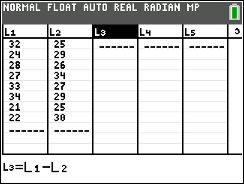 NORMAL FLOAT AUTO REAL RADIAN MP
L1 L2 L3 L4 L5 3
32 25 ------ ------ ------
24 29
28 26
27 34
33 27
34 29
21 25
22 30
------ ------
L3=L1-L2